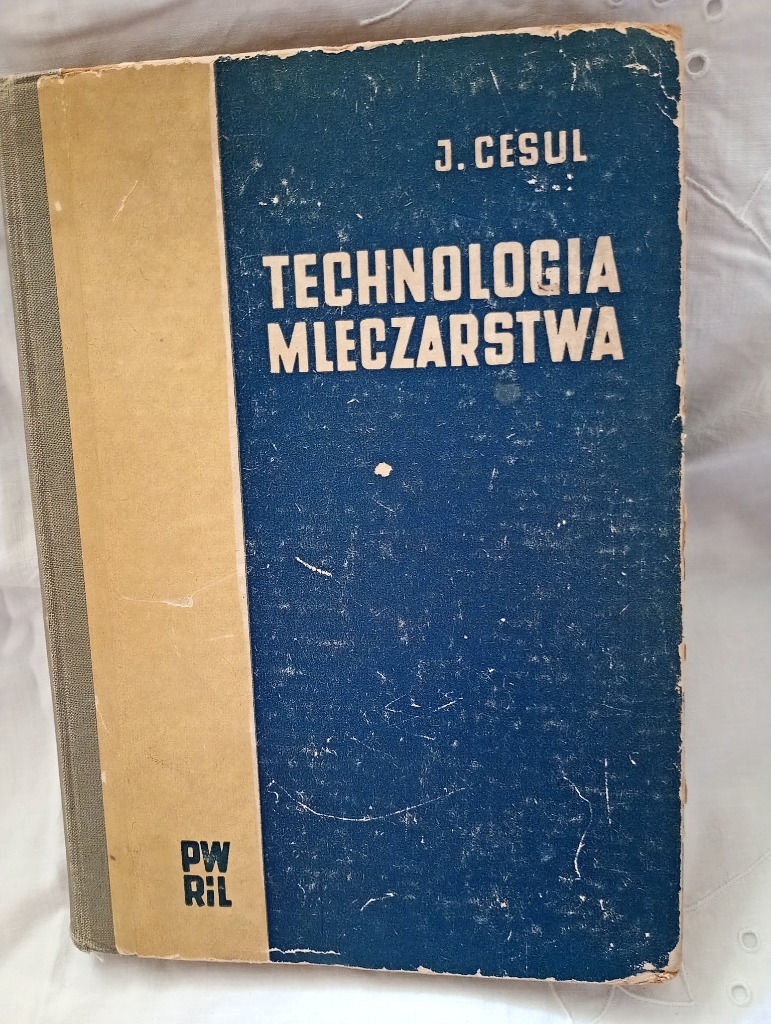 J. CESUL
TECHNOLOGIA
MLECZARSTWA
PW
RiL